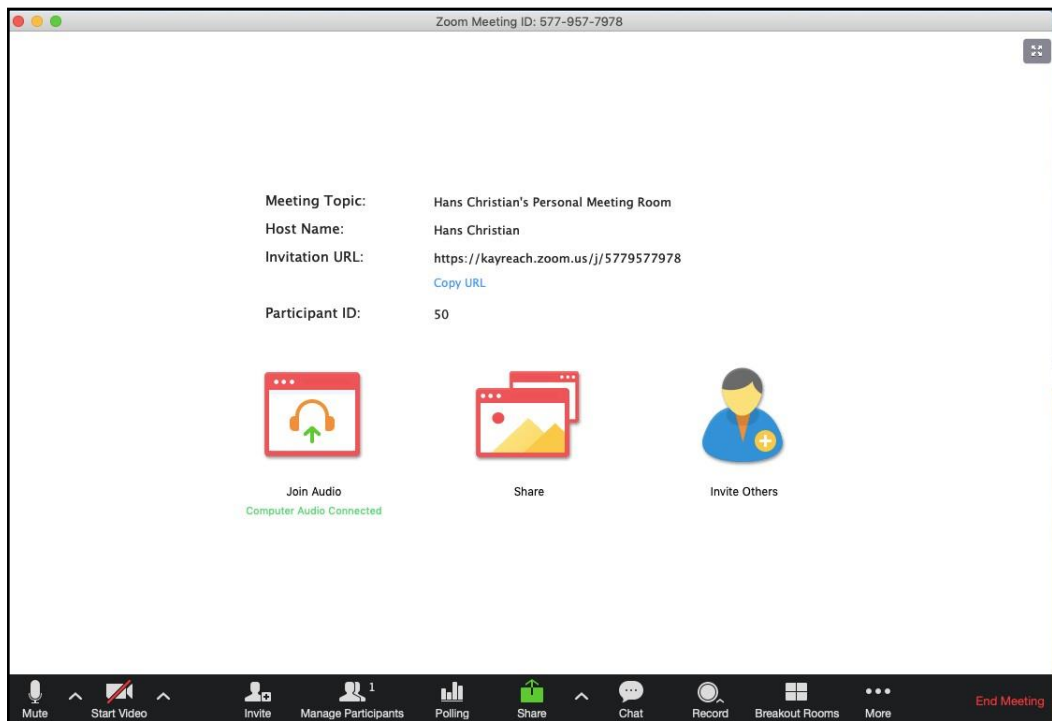 Zoom Meeting ID: 577-957-7978
Meeting Topic: Hans Christian's Personal Meeting Room
Host Name: Hans Christian
Invitation URL: https://kayreach.zoom.us/j/5779577978
Copy URL
Participant ID: 50
Join Audio Share Invite Others
Computer Audio Connected
1
Mute Start Video Invite Manage Participants Polling Share Chat Record Breakout Rooms More End Meeting